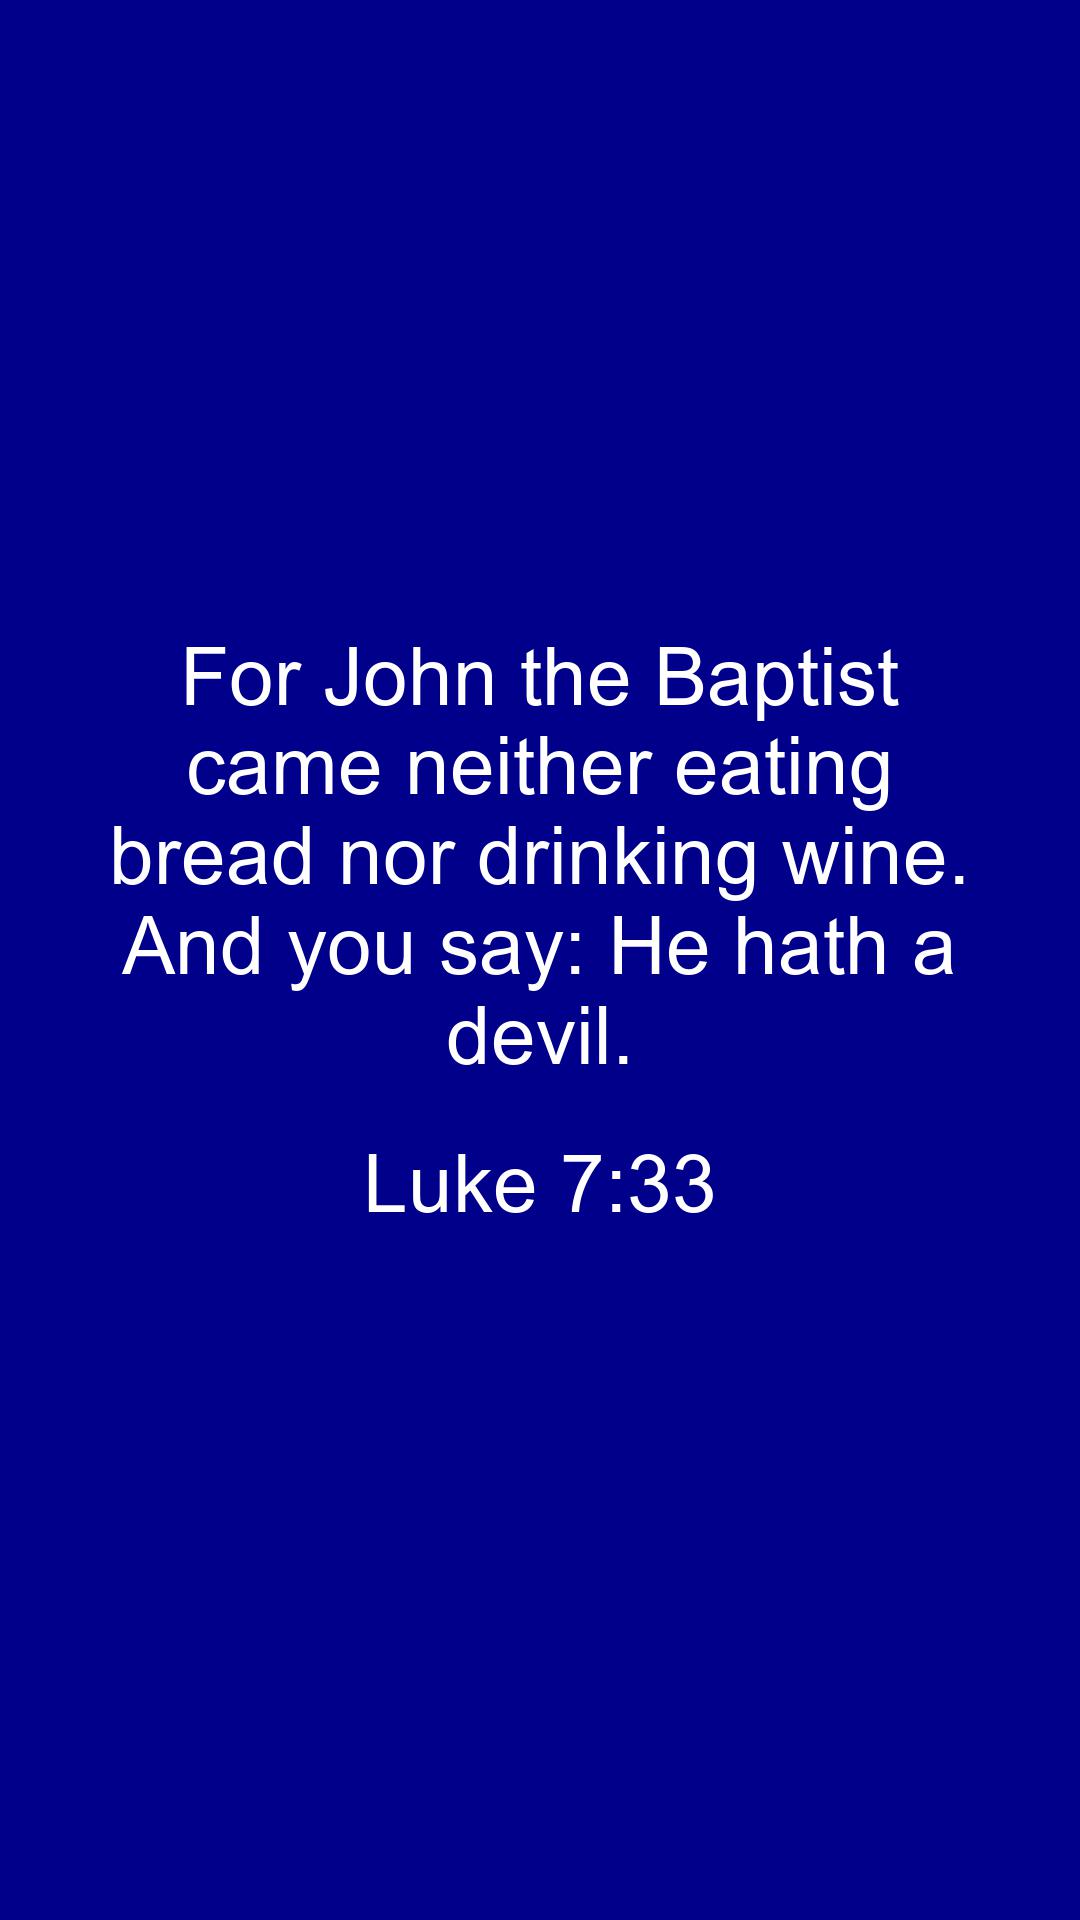 For John the Baptist
came neither eating
bread nor drinking wine.
And you say: He hath a
devil.
Luke 7:33